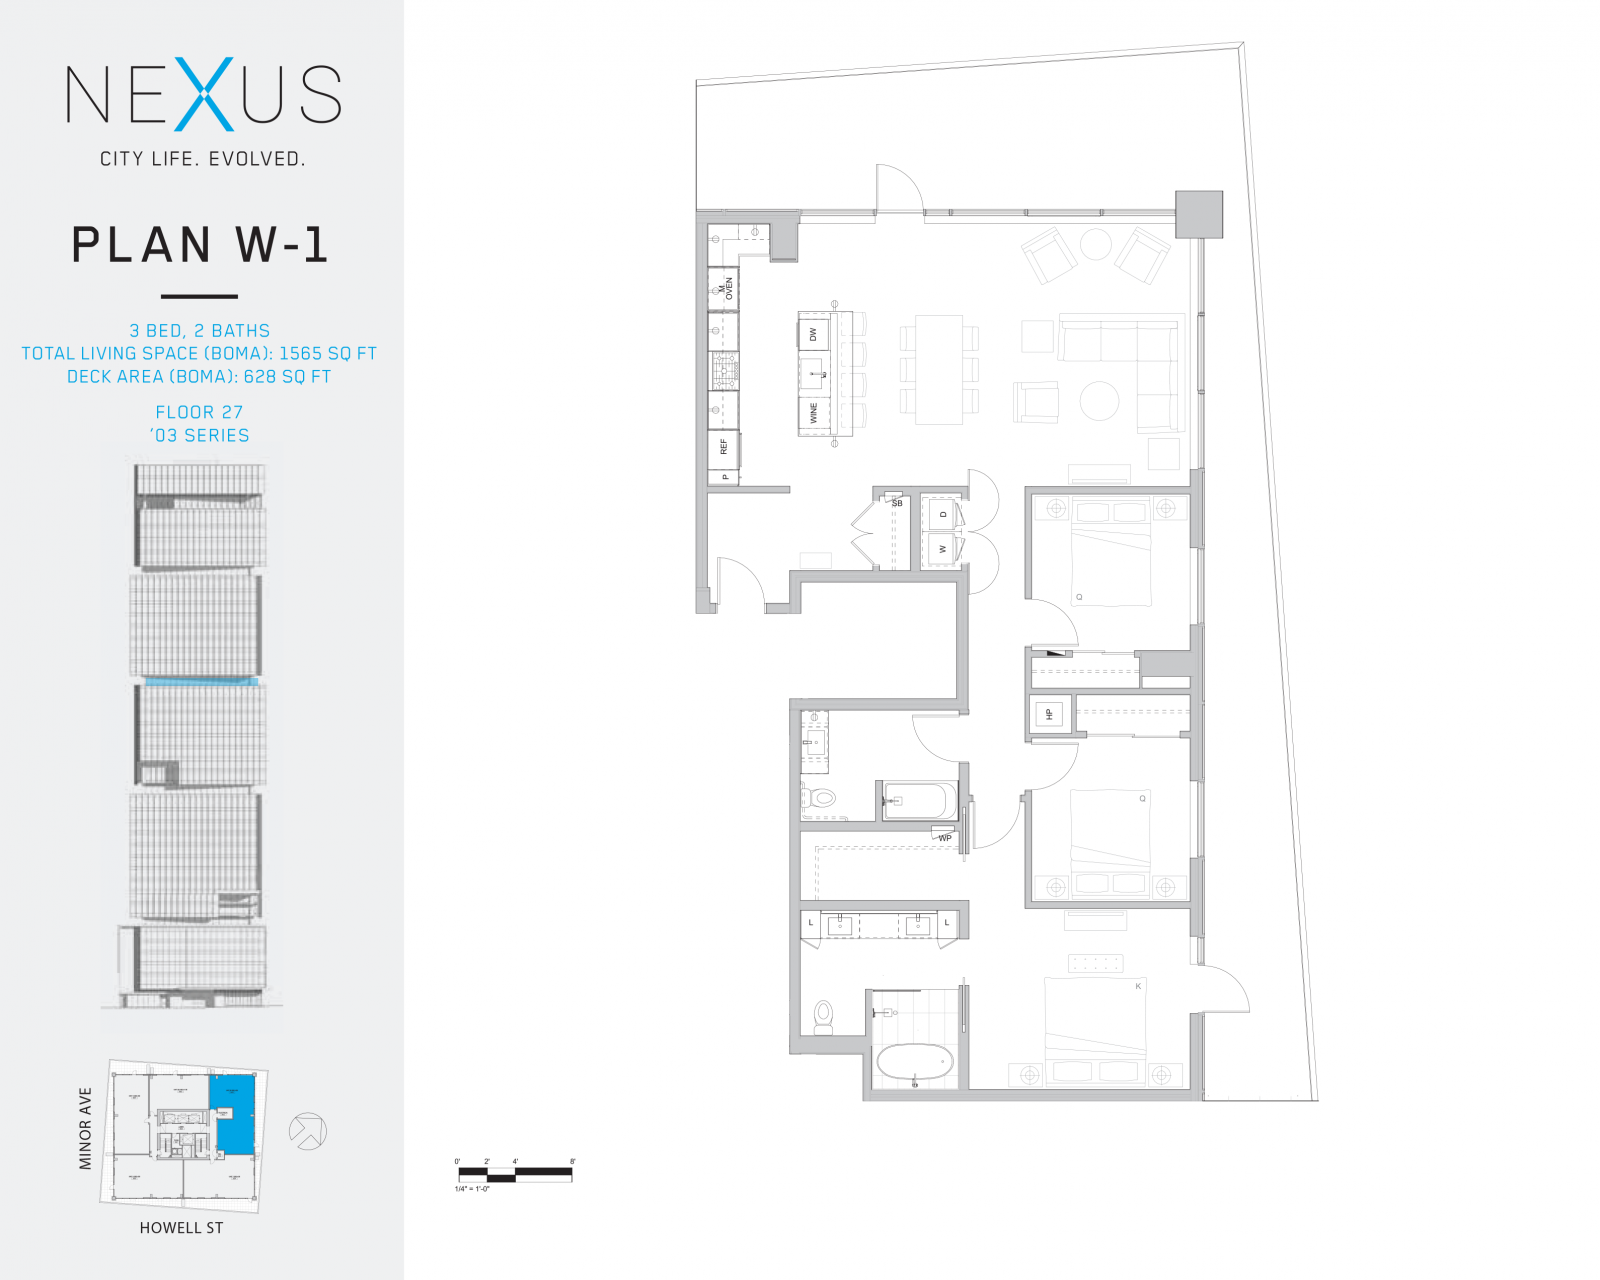 NEXUS
CITY LIFE. EVOLVED.
PLAN W-1
3 BED, 2 BATHS
TOTAL LIVING SPACE (BOMA): 1565 SQ FT
DECK AREA (BOMA): 628 SQ FT
FLOOR 27
'03 SERIES
MINOR AVE
HOWELL ST
M.
OVEN
DW
WINE
REF
P
SB
D
W
Q
HP
Q
WP
L
L
K
0' 2' 4' 8'
1/4" = 1'-0"